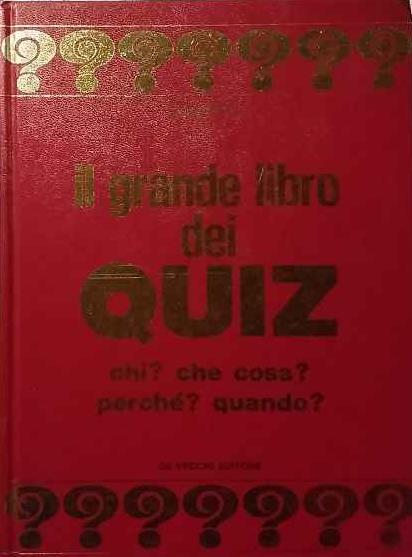 ? ? ? ? ? ? ?
Il grande libro
dei
QUIZ
chi? che cosa?
perché? quando?
DE VECCHI EDITORE
? ? ? ? ? ? ?